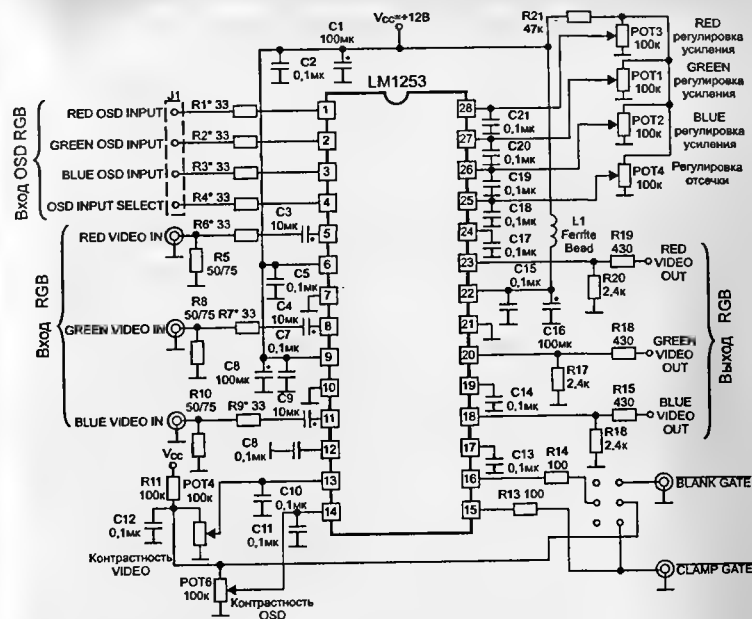 Vcc=+12В
R21
47к
C1
100мк
C2
0,1мк
POT3
100к
RED
регулировка
усиления
LM1253
J1
Вход OSD RGB
RED OSD INPUT
R1* 33
1
28
C21
0,1мк
GREEN
регулировка
усиления
POT1
100к
GREEN OSD INPUT
R2* 33
2
27
C20
0,1мк
BLUE
регулировка
усиления
POT2
100к
BLUE OSD INPUT
R3* 33
3
26
C19
0,1мк
Регулировка
отсечки
POT4
100к
OSD INPUT SELECT
R4* 33
4
25
C18
0,1мк
Вход RGB
RED VIDEO IN
R6* 33
C3
10мк
5
24
C17
0,1мк
L1
Ferrite
Bead
R5
50/75
6
23
R19
430
RED
VIDEO
OUT
R20
2,4к
C5
0,1мк
7
22
C15
0,1мк
C16
100мк
R8
50/75
GREEN VIDEO IN
R7* 33
C4
10мк
8
21
Выход RGB
C7
0,1мк
9
20
R18
430
GREEN
VIDEO
OUT
R17
2,4к
C8
100мк
10
19
C14
0,1мк
R10
50/75
BLUE VIDEO IN
R9* 33
C9
10мк
11
18
R15
430
BLUE
VIDEO
OUT
R18
2,4к
C8
0,1мк
12
17
C13
0,1мк
Vcc
R11
100к
POT4
100к
13
16
R14
100
BLANK GATE
C10
0,1мк
14
15
R13 100
C12
0,1мк
C11
0,1мк
Контрастность
VIDEO
POT6
100к
Контрастность
OSD
CLAMP GATE